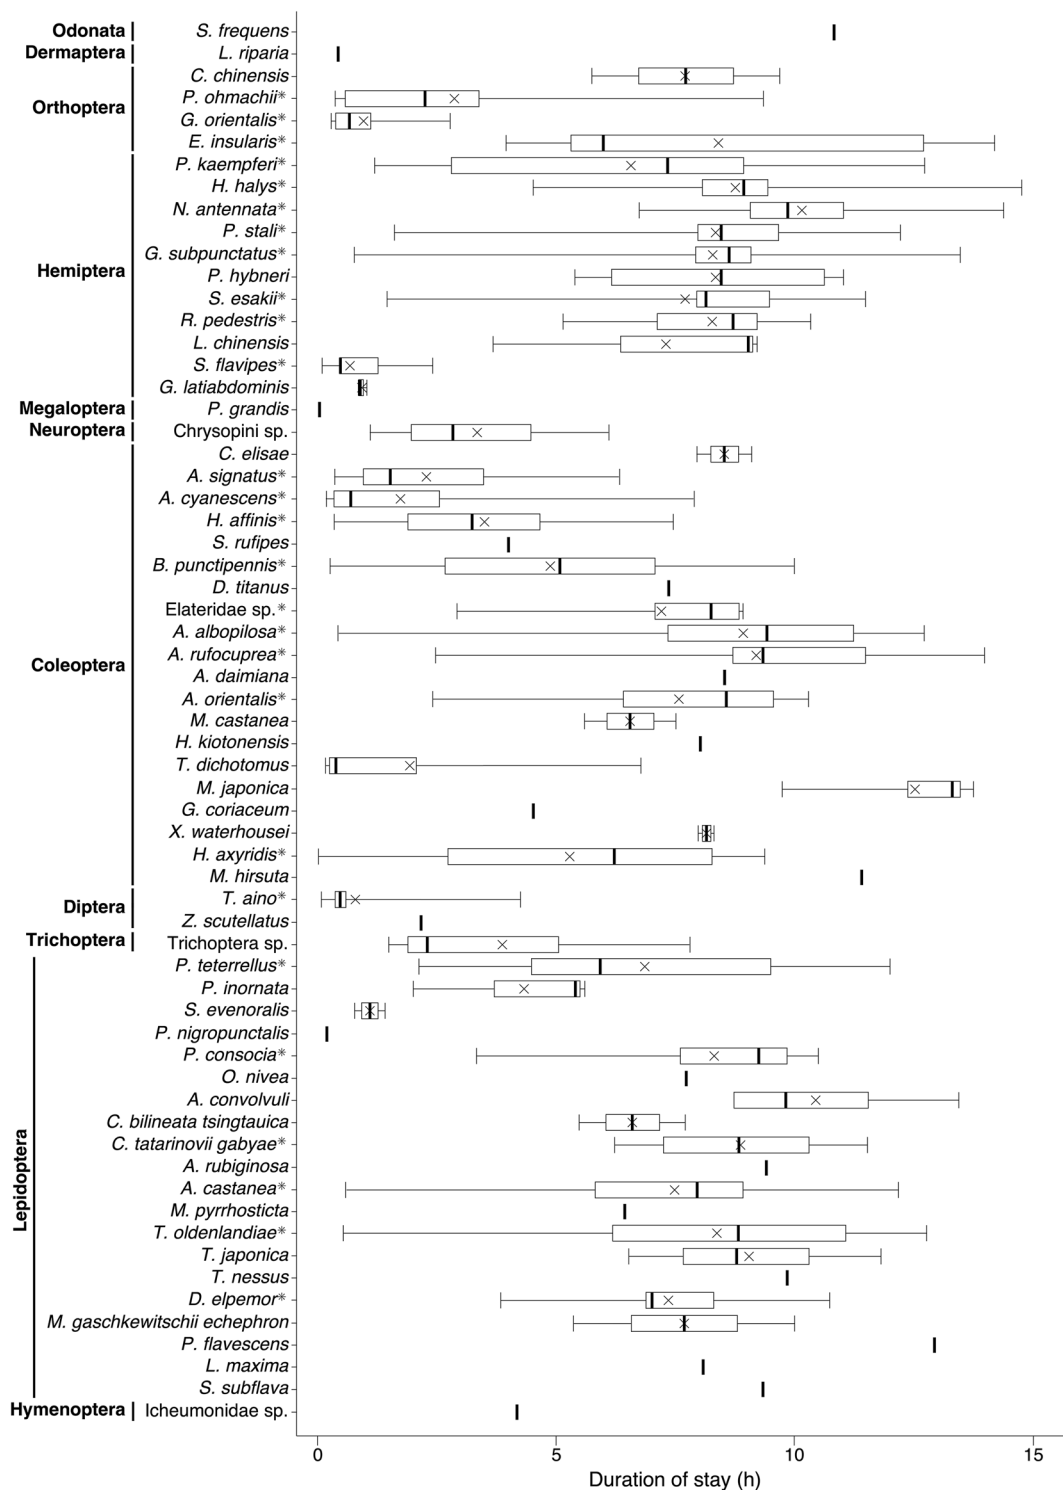 Odonata S. frequens
Dermaptera L. riparia
C. chinensis
Orthoptera P. ohmachii*
G. orientalis*
E. insularis*
P. kaempferi*
H. halys*
N. antennata*
P. stali*
G. subpunctatus*
Hemiptera P. hybneri
S. esakii*
R. pedestris*
L. chinensis
S. flavipes*
G. latiabdominis
Megaloptera P. grandis
Neuroptera Chrysopini sp.
C. elisae
A. signatus*
A. cyanescens*
H. affinis*
S. rufipes
B. punctipennis*
D. titanus
Elateridae sp.*
A. albopilosa*
A. rufocuprea*
Coleoptera A. daimiana
A. orientalis*
M. castanea
H. kiotonensis
T. dichotomus
M. japonica
G. coriaceum
X. waterhousei
H. axyridis*
M. hirsuta
T. aino*
Diptera Z. scutellatus
Trichoptera Trichoptera sp.
P. teterrellus*
P. inornata
S. evenoralis
P. nigropunctalis
P. consocia*
O. nivea
A. convolvuli
C. bilineata tsingtauica
C. tatarinovii gabyae*
A. rubiginosa
Lepidoptera A. castanea*
M. pyrrhosticta
T. oldenlandiae*
T. japonica
T. nessus
D. elpemor*
M. gaschkewitschii echephron
P. flavescens
L. maxima
S. subflava
Hymenoptera Icheumonidae sp.
0 5 10 15
Duration of stay (h)